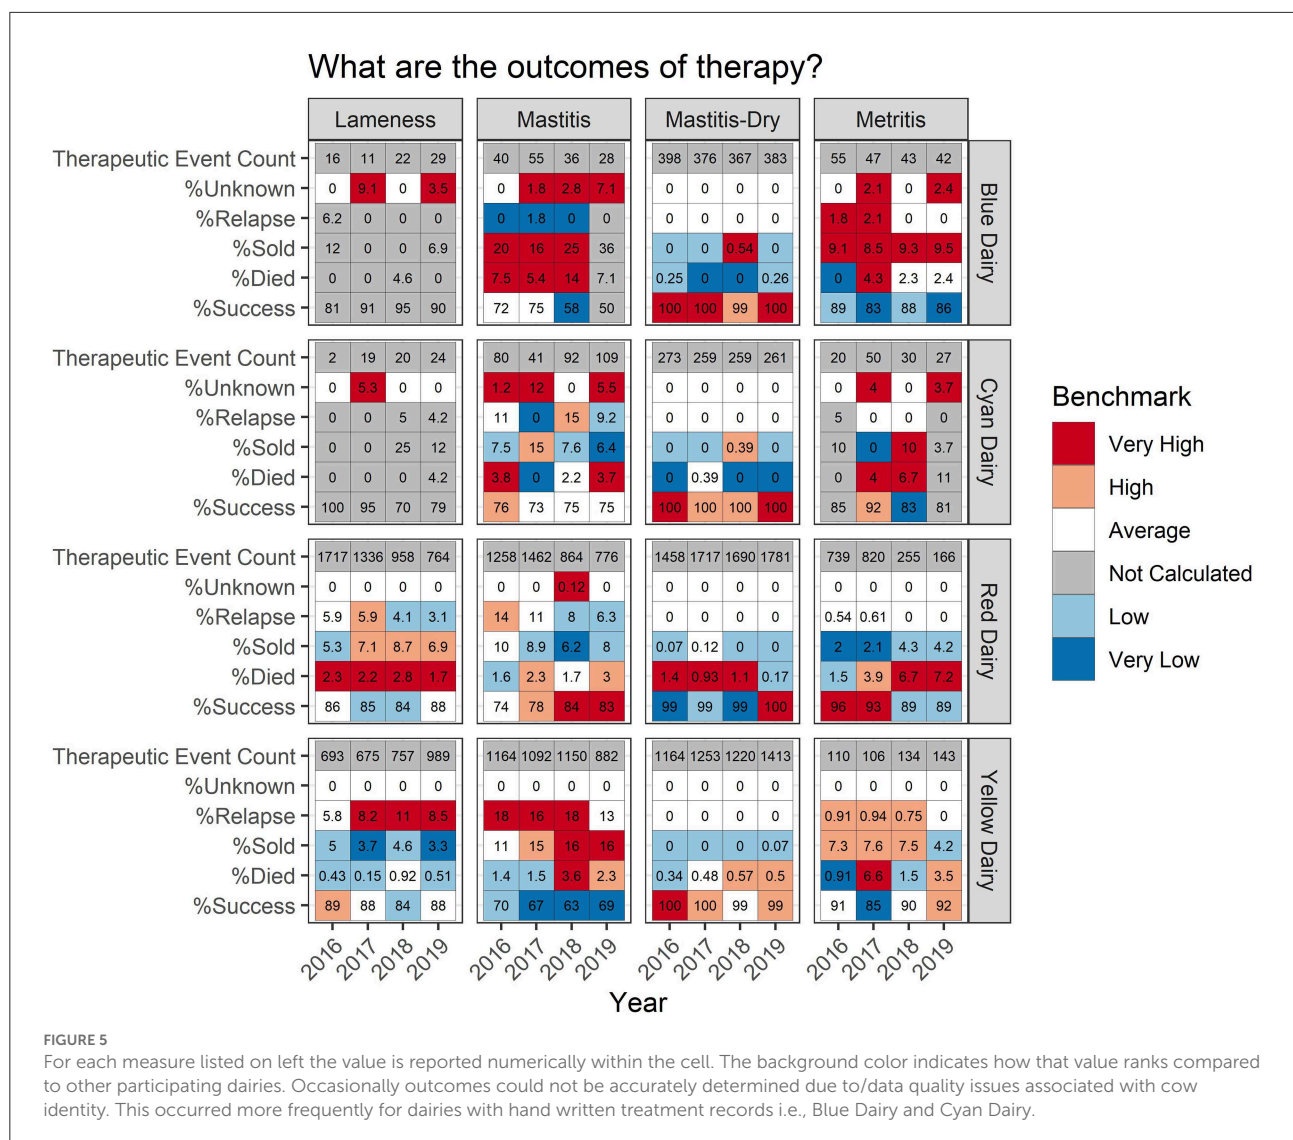 What are the outcomes of therapy?
Lameness Mastitis Mastitis-Dry Metritis
Therapeutic Event Count 16 11 22 29 40 55 36 28 398 376 367 383 55 47 43 42
%Unknown 0 9.1 0 3.5 0 1.8 2.8 7.1 0 0 0 0 0 2.1 0 2.4
%Relapse 6.2 0 0 0 0 1.8 0 0 0 0 0 0 1.8 2.1 0 0
%Sold 12 0 0 6.9 20 16 25 36 0 0 0.54 0 9.1 8.5 9.3 9.5
%Died 0 0 4.6 0 7.5 5.4 14 7.1 0.25 0 0 0.26 0 4.3 2.3 2.4
%Success 81 91 95 90 72 75 58 50 100 100 99 100 89 83 88 86
Blue Dairy
Therapeutic Event Count 2 19 20 24 80 41 92 109 273 259 259 261 20 50 30 27
%Unknown 0 5.3 0 0 1.2 12 0 5.5 0 0 0 0 0 4 0 3.7
%Relapse 0 0 5 4.2 11 0 15 9.2 0 0 0 0 5 0 0 0
%Sold 0 0 25 12 7.5 15 7.6 6.4 0 0 0.39 0 10 0 10 3.7
%Died 0 0 0 4.2 3.8 0 2.2 3.7 0 0.39 0 0 0 4 6.7 11
%Success 100 95 70 79 76 73 75 75 100 100 100 100 85 92 83 81
Cyan Dairy
Therapeutic Event Count 1717 1336 958 764 1258 1462 864 776 1458 1717 1690 1781 739 820 255 166
%Unknown 0 0 0 0 0 0 0.12 0 0 0 0 0 0 0 0 0
%Relapse 5.9 5.9 4.1 3.1 14 11 8 6.3 0 0 0 0 0.54 0.61 0 0
%Sold 5.3 7.1 8.7 6.9 10 8.9 6.2 8 0.07 0.12 0 0 2 2.1 4.3 4.2
%Died 2.3 2.2 2.8 1.7 1.6 2.3 1.7 3 1.4 0.93 1.1 0.17 1.5 3.9 6.7 7.2
%Success 86 85 84 88 74 78 84 83 99 99 99 100 96 93 89 89
Red Dairy
Therapeutic Event Count 693 675 757 989 1164 1092 1150 882 1164 1253 1220 1413 110 106 134 143
%Unknown 0 0 0 0 0 0 0 0 0 0 0 0 0 0 0 0
%Relapse 5.8 8.2 11 8.5 18 16 18 13 0 0 0 0 0.91 0.94 0.75 0
%Sold 5 3.7 4.6 3.3 11 15 16 16 0 0 0 0.07 7.3 7.6 7.5 4.2
%Died 0.43 0.15 0.92 0.51 1.4 1.5 3.6 2.3 0.34 0.48 0.57 0.5 0.91 6.6 1.5 3.5
%Success 89 88 84 88 70 67 63 69 100 100 99 99 91 85 90 92
Yellow Dairy
2016 2017 2018 2019 2016 2017 2018 2019 2016 2017 2018 2019 2016 2017 2018 2019
Year
Benchmark
Very High
High
Average
Not Calculated
Low
Very Low
FIGURE 5
For each measure listed on left the value is reported numerically within the cell. The background color indicates how that value ranks compared
to other participating dairies. Occasionally outcomes could not be accurately determined due to/data quality issues associated with cow
identity. This occurred more frequently for dairies with hand written treatment records i.e., Blue Dairy and Cyan Dairy.